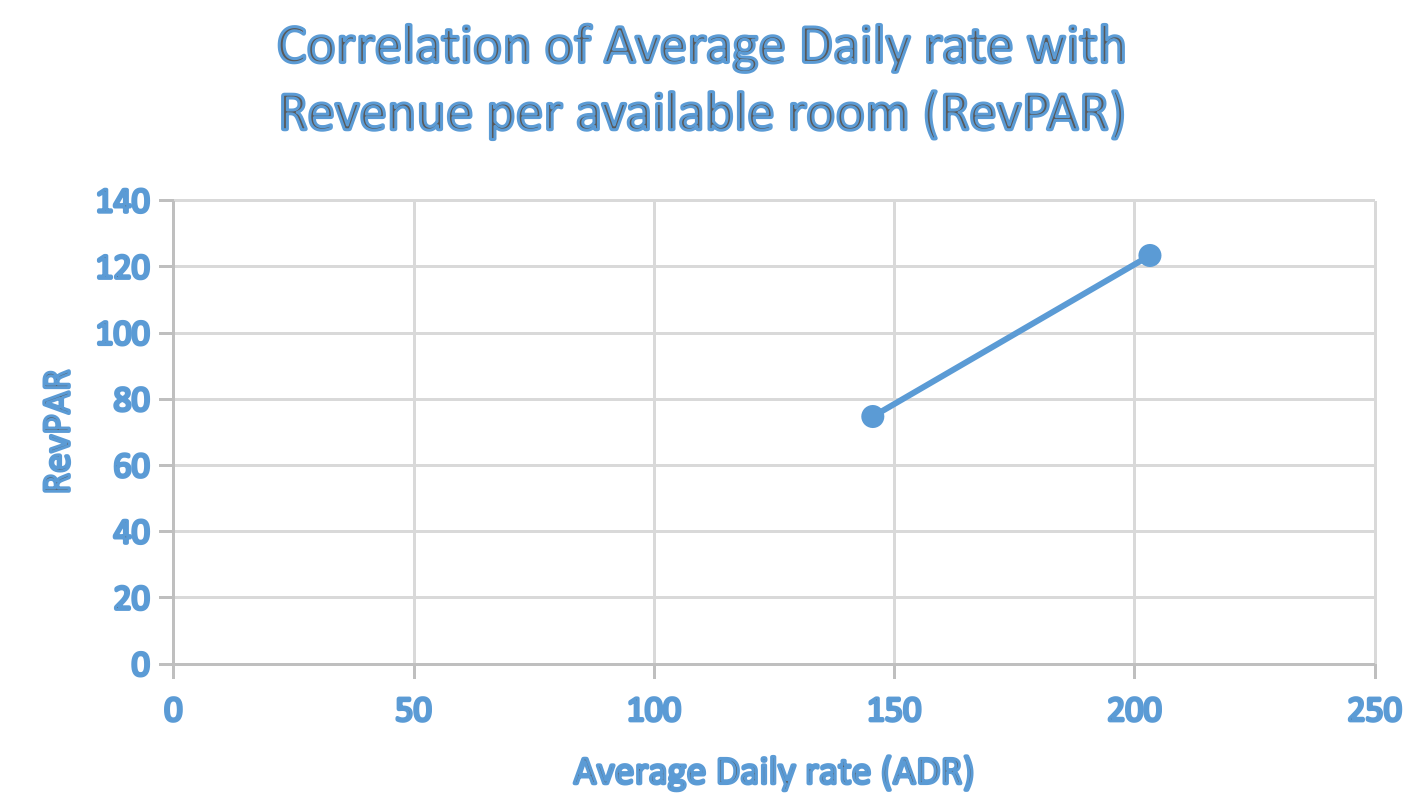 Correlation of Average Daily rate with
Revenue per available room (RevPAR)
140
120
100
80
60
40
20
0
RevPAR
0 50 100 150 200 250
Average Daily rate (ADR)